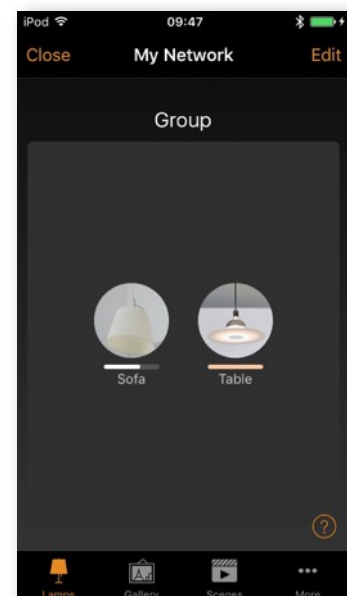 iPod 09:47
Close My Network Edit
Group
Sofa Table
?
Lamps Gallery Scenes More